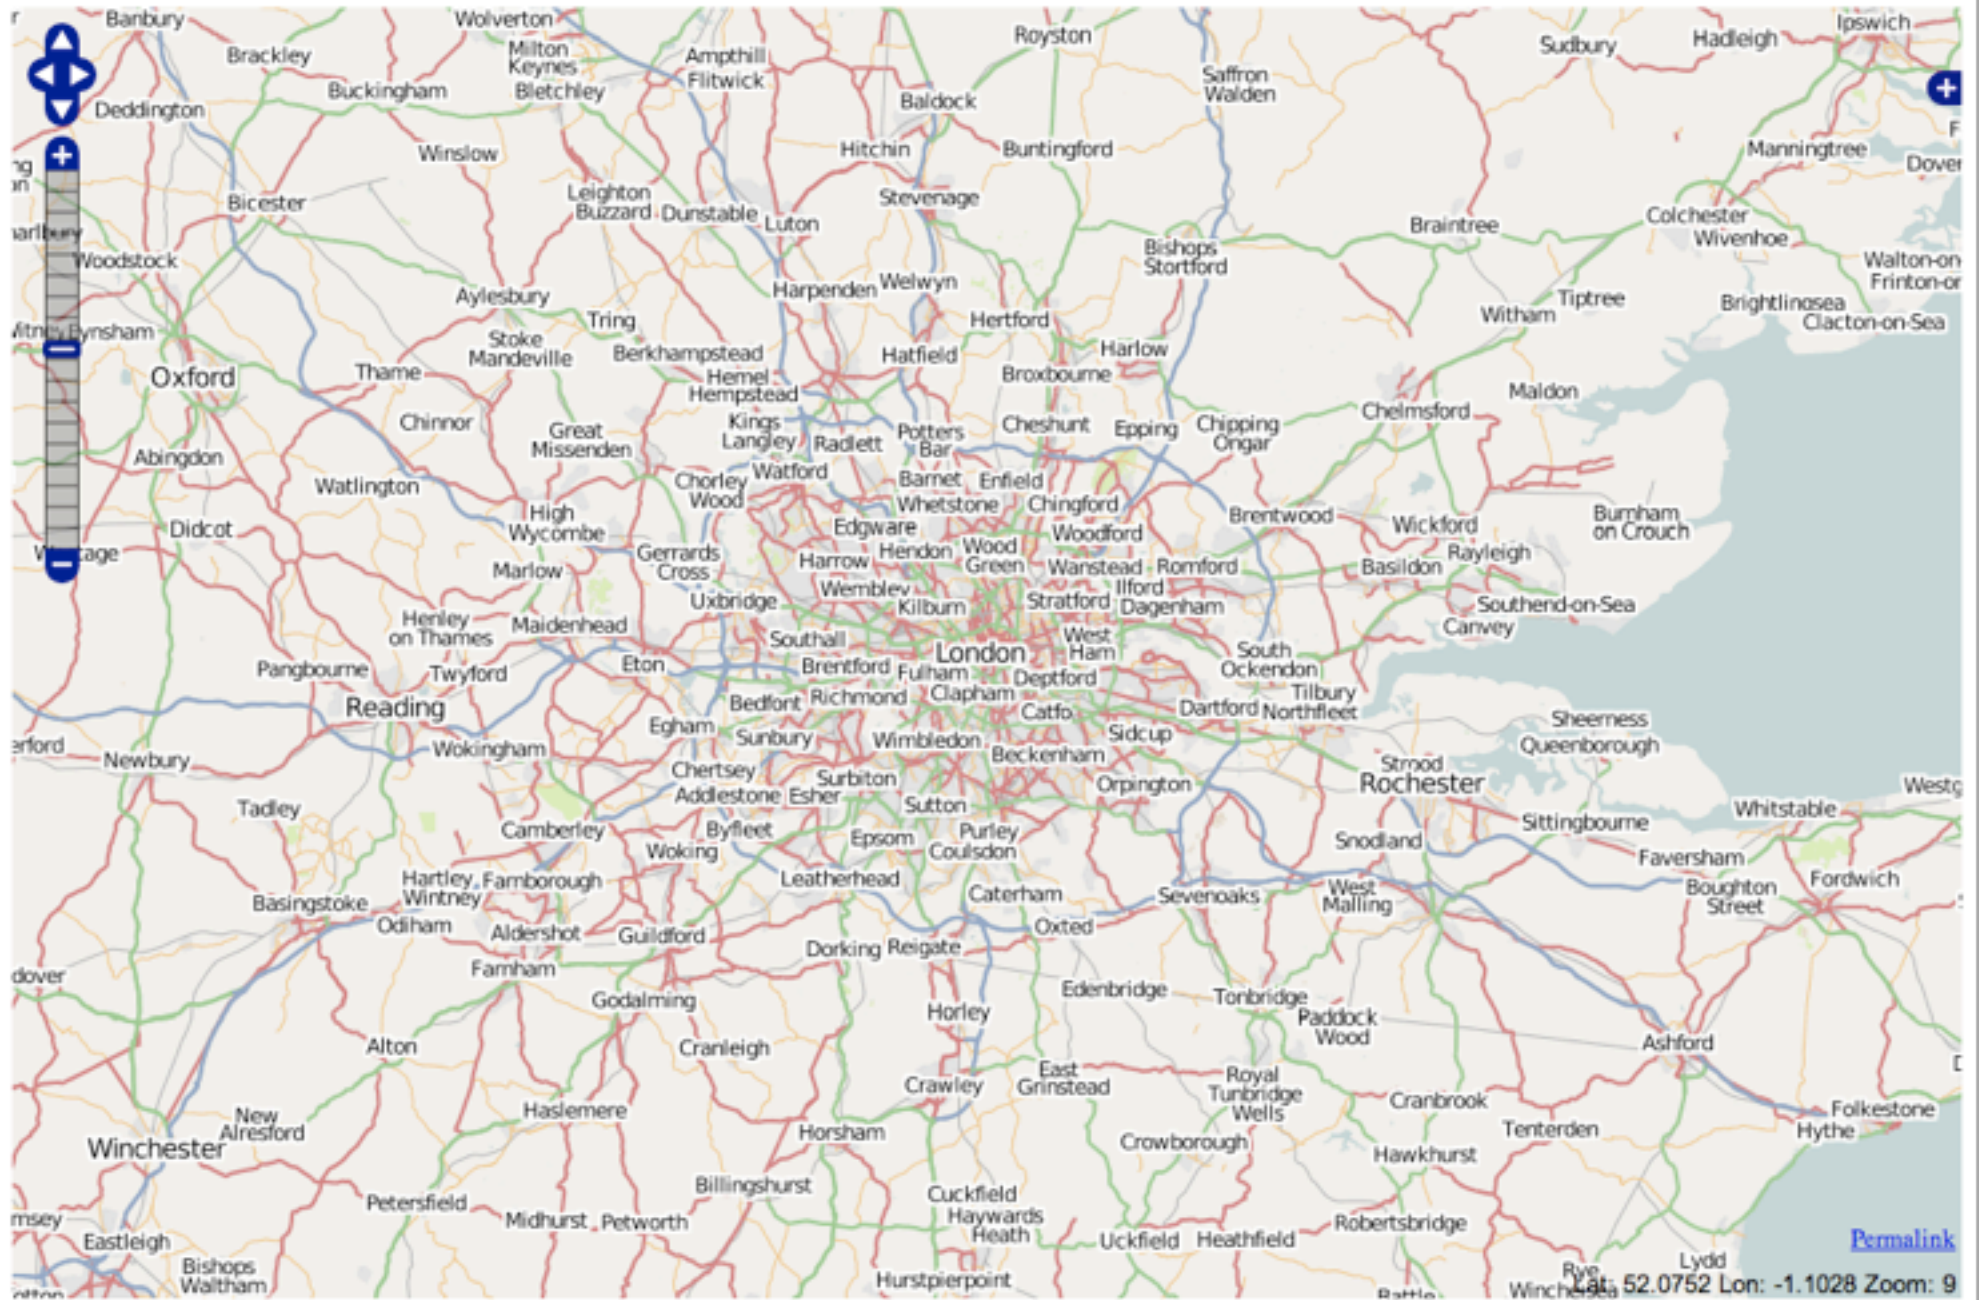 Banbury
Wolverton
Royston
Ipswich
Sudbury
Hadleigh
Brackley
Milton
Keynes
Ampthill
Flitwick
Saffron
Walden
Buckingham
Bletchley
Deddington
Baldock
Winslow
Hitchin
Buntingford
Manningtree
Dover
Leighton
Buzzard
Dunstable
Luton
Stevenage
Bicester
Braintree
Colchester
Wivenhoe
arlbury
Woodstock
Bishops
Stortford
Walton-on
Frinton-on
Aylesbury
Harpenden
Welwyn
Tiptree
Brightlingsea
Clacton-on-Sea
Witham
Tring
Hertford
Witney
Eynsham
Stoke
Mandeville
Berkhampstead
Hatfield
Harlow
Oxford
Thame
Hemel
Hempstead
Broxbourne
Maldon
Chinnor
Great
Missenden
Kings
Langley
Radlett
Potters
Bar
Cheshunt
Epping
Chipping
Ongar
Chelmsford
Abingdon
Watlington
Chorley
Wood
Watford
Barnet
Enfield
Whetstone
Chingford
Didcot
High
Wycombe
Edgware
Woodford
Brentwood
Wickford
Burnham
on Crouch
Gerrards
Cross
Harrow
Hendon
Wood
Green
Wanstead
Romford
Basildon
Rayleigh
Marlow
Wembley
Ilford
Uxbridge
Kilburn
Stratford
Dagenham
Southend-on-Sea
Henley
on Thames
Maidenhead
Southall
West
Ham
Canvey
London
Pangbourne
Twyford
Eton
Brentford
Fulham
Deptford
South
Ockendon
Reading
Bedfont
Richmond
Clapham
Catfo
Dartford
Tilbury
Northfleet
Egham
Sunbury
Wimbledon
Sidcup
Sheerness
Queenborough
erford
Newbury
Wokingham
Beckenham
Chertsey
Surbiton
Orpington
Strood
Rochester
Addlestone
Esher
Sutton
Westg
Whitstable
Tadley
Camberley
Byfleet
Epsom
Purley
Coulsdon
Snodland
Sittingbourne
Woking
Faversham
Hartley
Wintney
Farnborough
Leatherhead
Caterham
Sevenoaks
West
Malling
Boughton
Street
Fordwich
Basingstoke
Odiham
Aldershot
Guildford
Dorking
Reigate
Oxted
dover
Farnham
Godalming
Edenbridge
Tonbridge
Horley
Paddock
Wood
Alton
Cranleigh
Ashford
Crawley
East
Grinstead
Royal
Tunbridge
Wells
Cranbrook
New
Alresford
Haslemere
Folkestone
Hythe
Winchester
Horsham
Crowborough
Tenterden
Hawkhurst
Billingshurst
Petersfield
Cuckfield
Haywards
Heath
msey
Midhurst
Petworth
Robertsbridge
Eastleigh
Uckfield
Heathfield
Permalink
Bishops
Waltham
Hurstpierpoint
Lydd
Rye
Battle
Lat: 52.0752 Lon: -1.1028 Zoom: 9